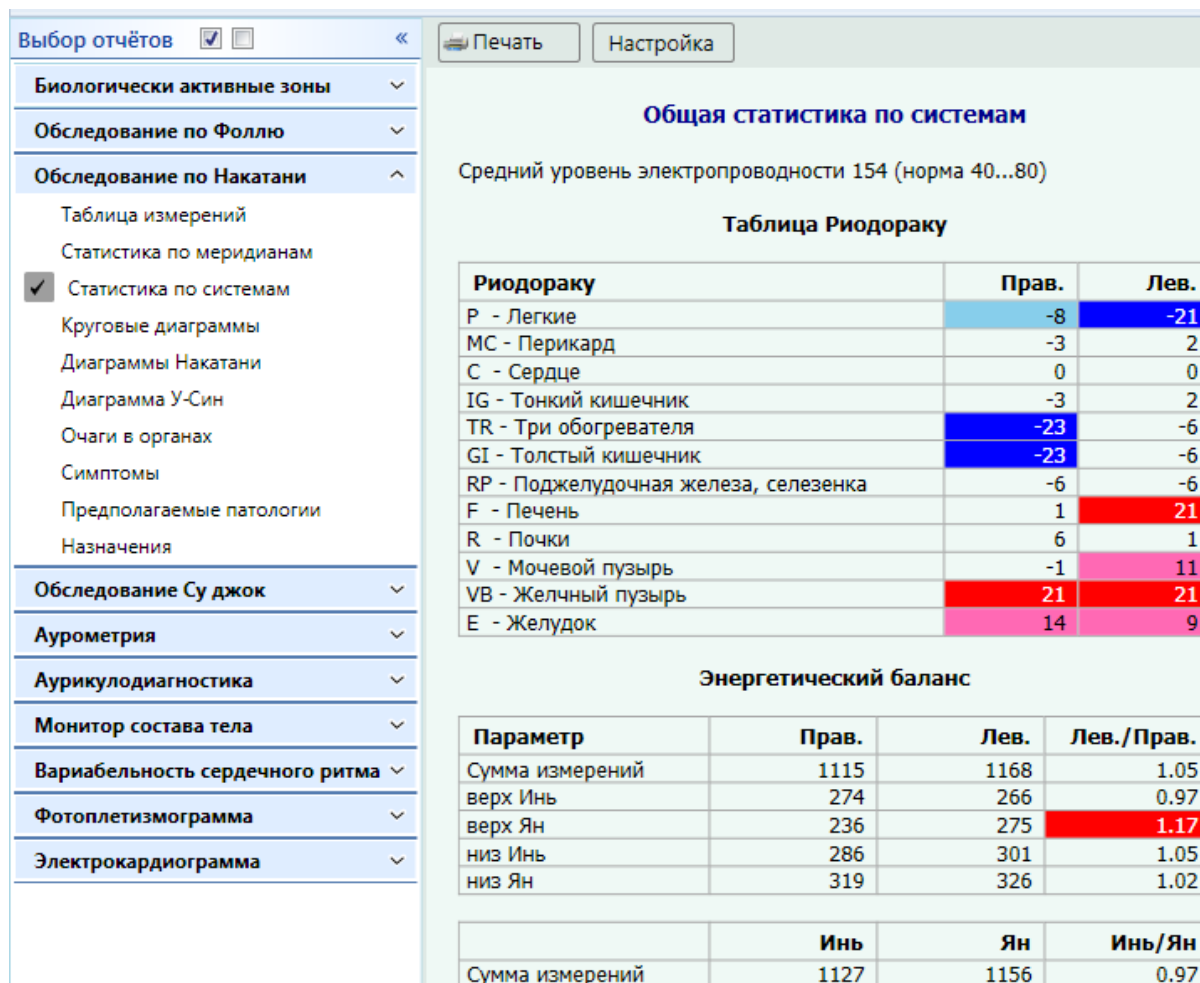 Выбор отчётов
Биологически активные зоны
Обследование по Фоллю
Обследование по Накатани
Таблица измерений
Статистика по меридианам
Статистика по системам
Круговые диаграммы
Диаграммы Накатани
Диаграмма У-Син
Очаги в органах
Симптомы
Предполагаемые патологии
Назначения
Обследование Су джок
Аурометрия
Аурикулодиагностика
Монитор состава тела
Вариабельность сердечного ритма
Фотоплетизмограмма
Электрокардиограмма
Печать Настройка
Общая статистика по системам
Средний уровень электропроводности 154 (норма 40...80)
Таблица Риодораку
Риодораку Прав. Лев.
P - Легкие -8 -21
MC - Перикард -3 2
C - Сердце 0 0
IG - Тонкий кишечник -3 2
TR - Три обогревателя -23 -6
GI - Толстый кишечник -23 -6
RP - Поджелудочная железа, селезенка -6 -6
F - Печень 1 21
R - Почки 6 1
V - Мочевой пузырь -1 11
VB - Желчный пузырь 21 21
E - Желудок 14 9
Энергетический баланс
Параметр Прав. Лев. Лев./Прав.
Сумма измерений 1115 1168 1.05
верх Инь 274 266 0.97
верх Ян 236 275 1.17
низ Инь 286 301 1.05
низ Ян 319 326 1.02
Инь Ян Инь/Ян
Сумма измерений 1127 1156 0.97